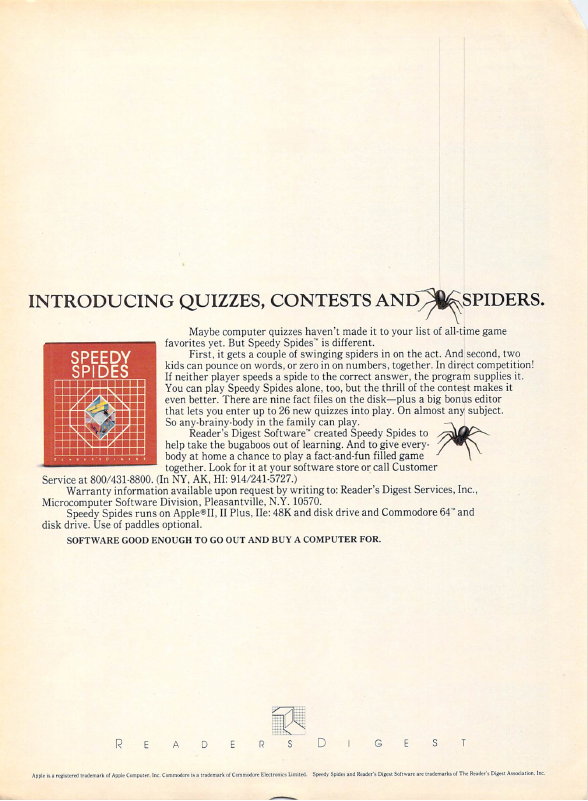 INTRODUCING QUIZZES, CONTESTS AND SPIDERS.
Maybe computer quizzes haven't made it to your list of all-time game
favorites yet. But Speedy Spides™ is different.
First, it gets a couple of swinging spiders in on the act. And second, two
kids can pounce on words, or zero in on numbers, together. In direct competition!
If neither player speeds a spide to the correct answer, the program supplies it.
You can play Speedy Spides alone, too, but the thrill of the contest makes it
even better. There are nine fact files on the disk—plus a big bonus editor
that lets you enter up to 26 new quizzes into play. On almost any subject.
So any-brainy-body in the family can play.
Reader's Digest Software™ created Speedy Spides to
help take the bugaboos out of learning. And to give every-
body at home a chance to play a fact-and-fun filled game
together. Look for it at your software store or call Customer
Service at 800/431-8800. (In NY, AK, HI: 914/241-5727.)
Warranty information available upon request by writing to: Reader's Digest Services, Inc.,
Microcomputer Software Division, Pleasantville, N.Y. 10570.
Speedy Spides runs on Apple® II, II Plus, IIe: 48K and disk drive and Commodore 64™ and
disk drive. Use of paddles optional.
SOFTWARE GOOD ENOUGH TO GO OUT AND BUY A COMPUTER FOR.
SPEEDY
SPIDES
READERS DIGEST
READERS DIGEST
Apple is a registered trademark of Apple Computer, Inc. Commodore is a trademark of Commodore Electronics Limited. Speedy Spides and Reader's Digest Software are trademarks of The Reader's Digest Association, Inc.